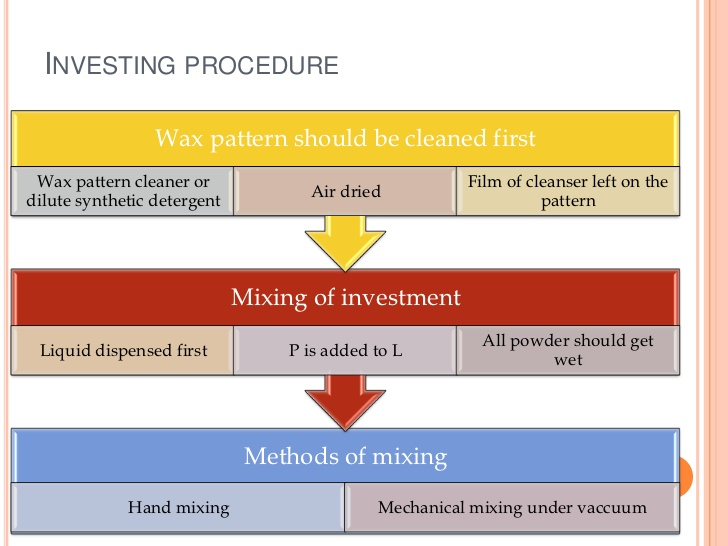 INVESTING PROCEDURE
Wax pattern should be cleaned first
Wax pattern cleaner or
dilute synthetic detergent
Air dried
Film of cleanser left on the
pattern
Mixing of investment
Liquid dispensed first
P is added to L
All powder should get
wet
Methods of mixing
Hand mixing
Mechanical mixing under vaccuum